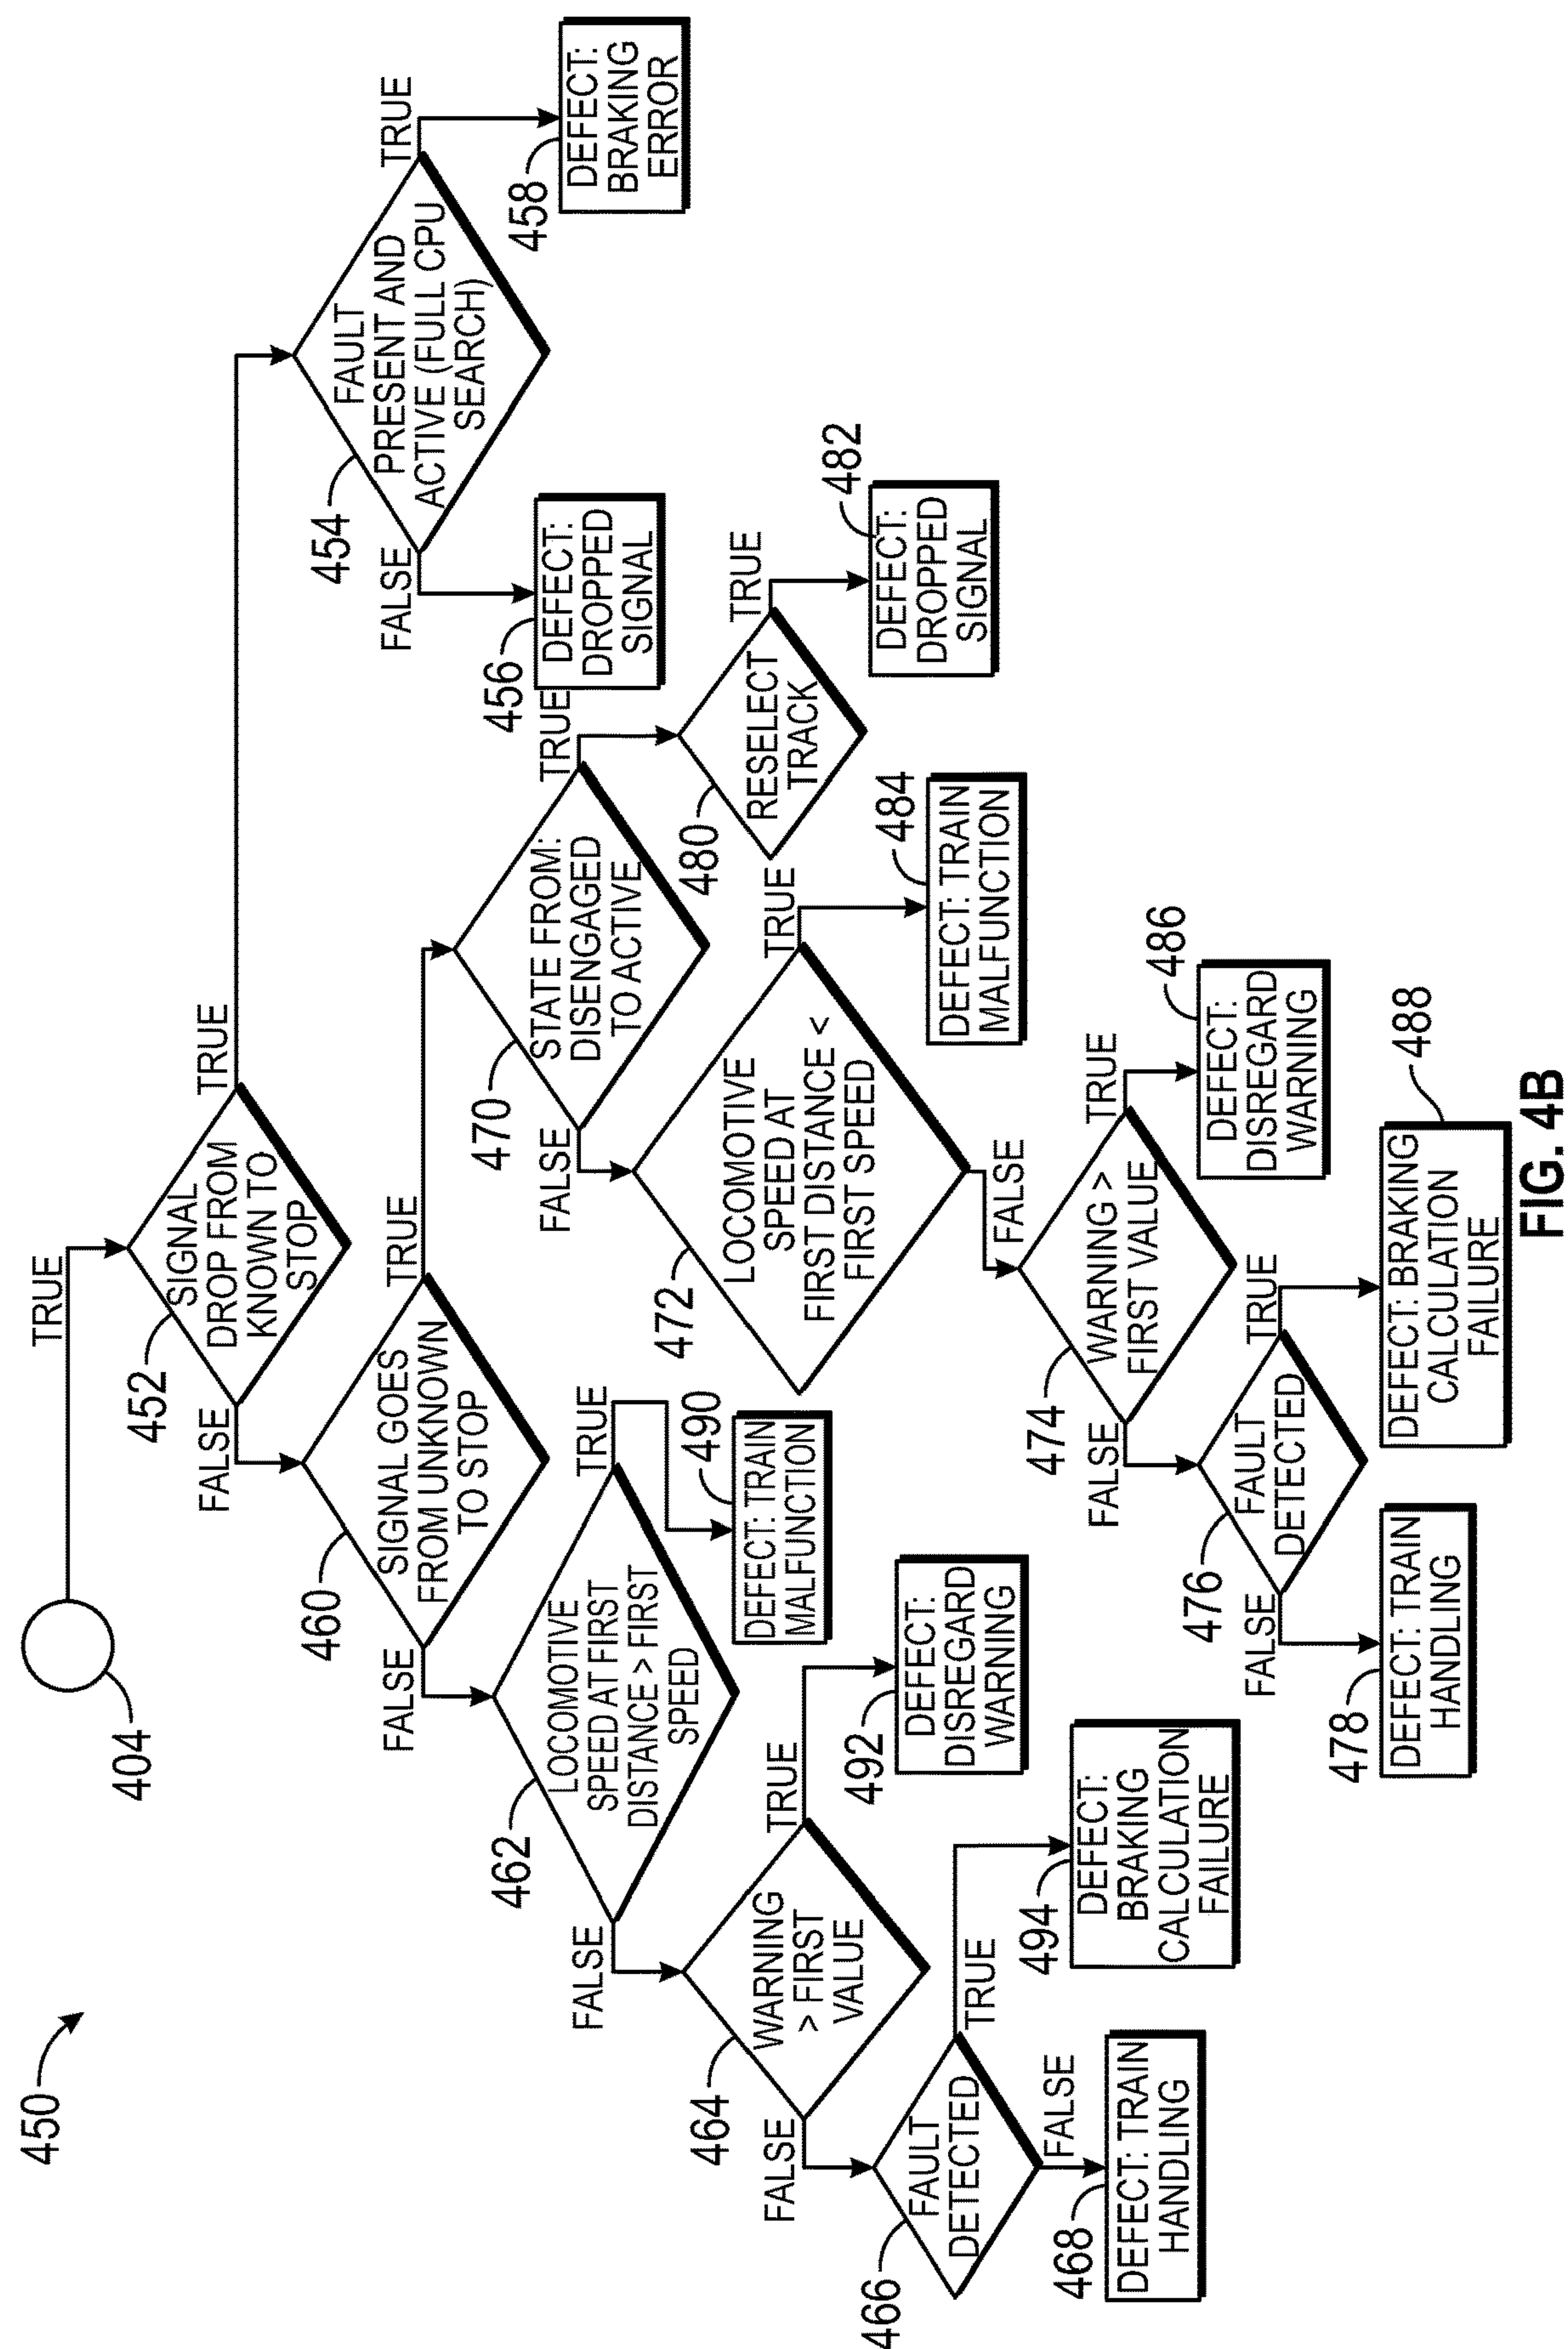 450
404
TRUE
452
SIGNAL
DROP FROM
KNOWN TO
STOP
TRUE
FALSE
454
FAULT
PRESENT AND
ACTIVE (FULL CPU
SEARCH)
FALSE
TRUE
456
DEFECT:
DROPPED
SIGNAL
458
DEFECT:
BRAKING
ERROR
460
SIGNAL GOES
FROM UNKNOWN
TO STOP
FALSE
TRUE
470
STATE FROM:
DISENGAGED
TO ACTIVE
FALSE
TRUE
480
RESELECT
TRACK
TRUE
482
DEFECT:
DROPPED
SIGNAL
462
LOCOMOTIVE
SPEED AT FIRST
DISTANCE > FIRST
SPEED
FALSE
TRUE
490
DEFECT: TRAIN
MALFUNCTION
472
LOCOMOTIVE
SPEED AT
FIRST DISTANCE <
FIRST SPEED
TRUE
FALSE
484
DEFECT: TRAIN
MALFUNCTION
464
WARNING
> FIRST
VALUE
FALSE
TRUE
492
DEFECT:
DISREGARD
WARNING
474
WARNING >
FIRST VALUE
FALSE
TRUE
486
DEFECT:
DISREGARD
WARNING
466
FAULT
DETECTED
TRUE
FALSE
494
DEFECT:
BRAKING
CALCULATION
FAILURE
468
DEFECT: TRAIN
HANDLING
476
FAULT
DETECTED
FALSE
TRUE
478
DEFECT: TRAIN
HANDLING
488
DEFECT: BRAKING
CALCULATION
FAILURE
FIG. 4B